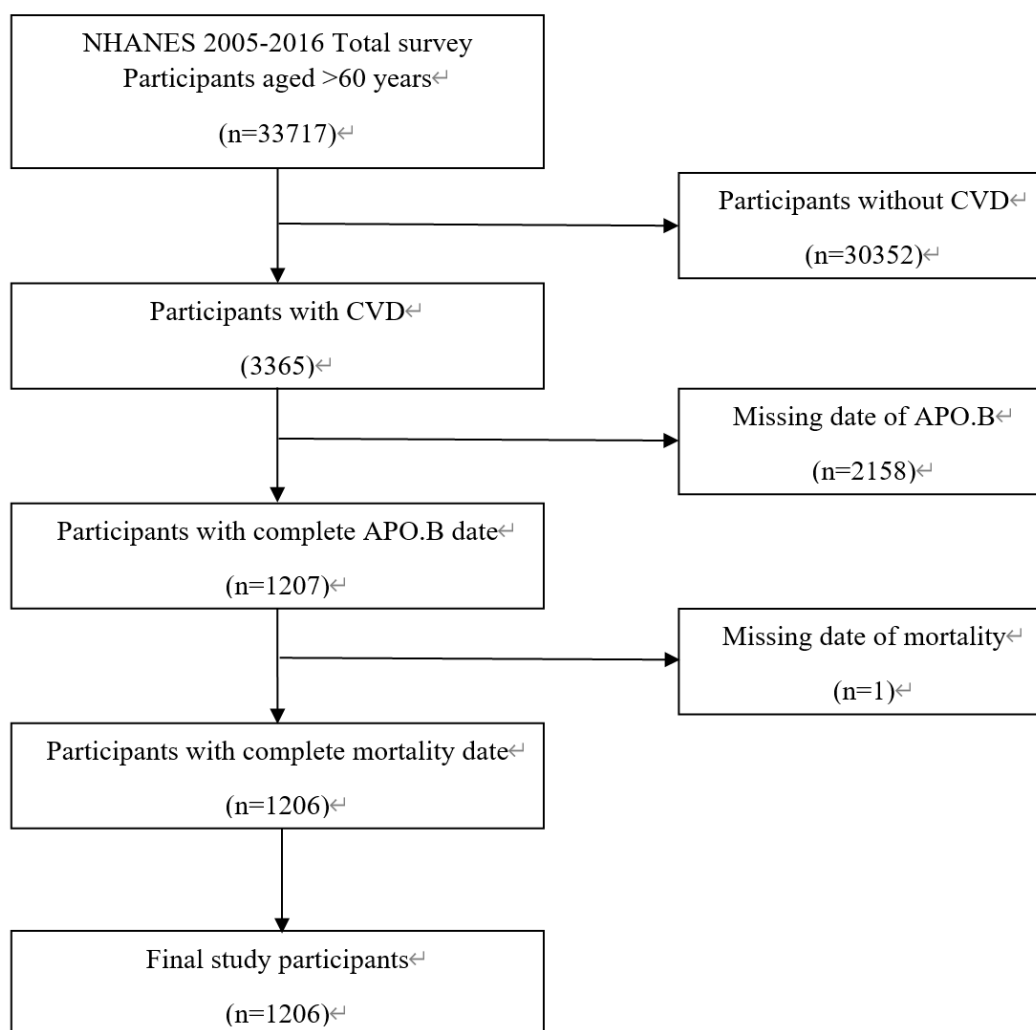 NHANES 2005-2016 Total survey
Participants aged >60 years↵
(n=33717)↵
Participants without CVD↵
(n=30352)↵
Participants with CVD↵
(3365)↵
Missing date of APO.B↵
(n=2158)↵
Participants with complete APO.B date↵
(n=1207)↵
Missing date of mortality↵
(n=1)↵
Participants with complete mortality date↵
(n=1206)↵
Final study participants↵
(n=1206)↵